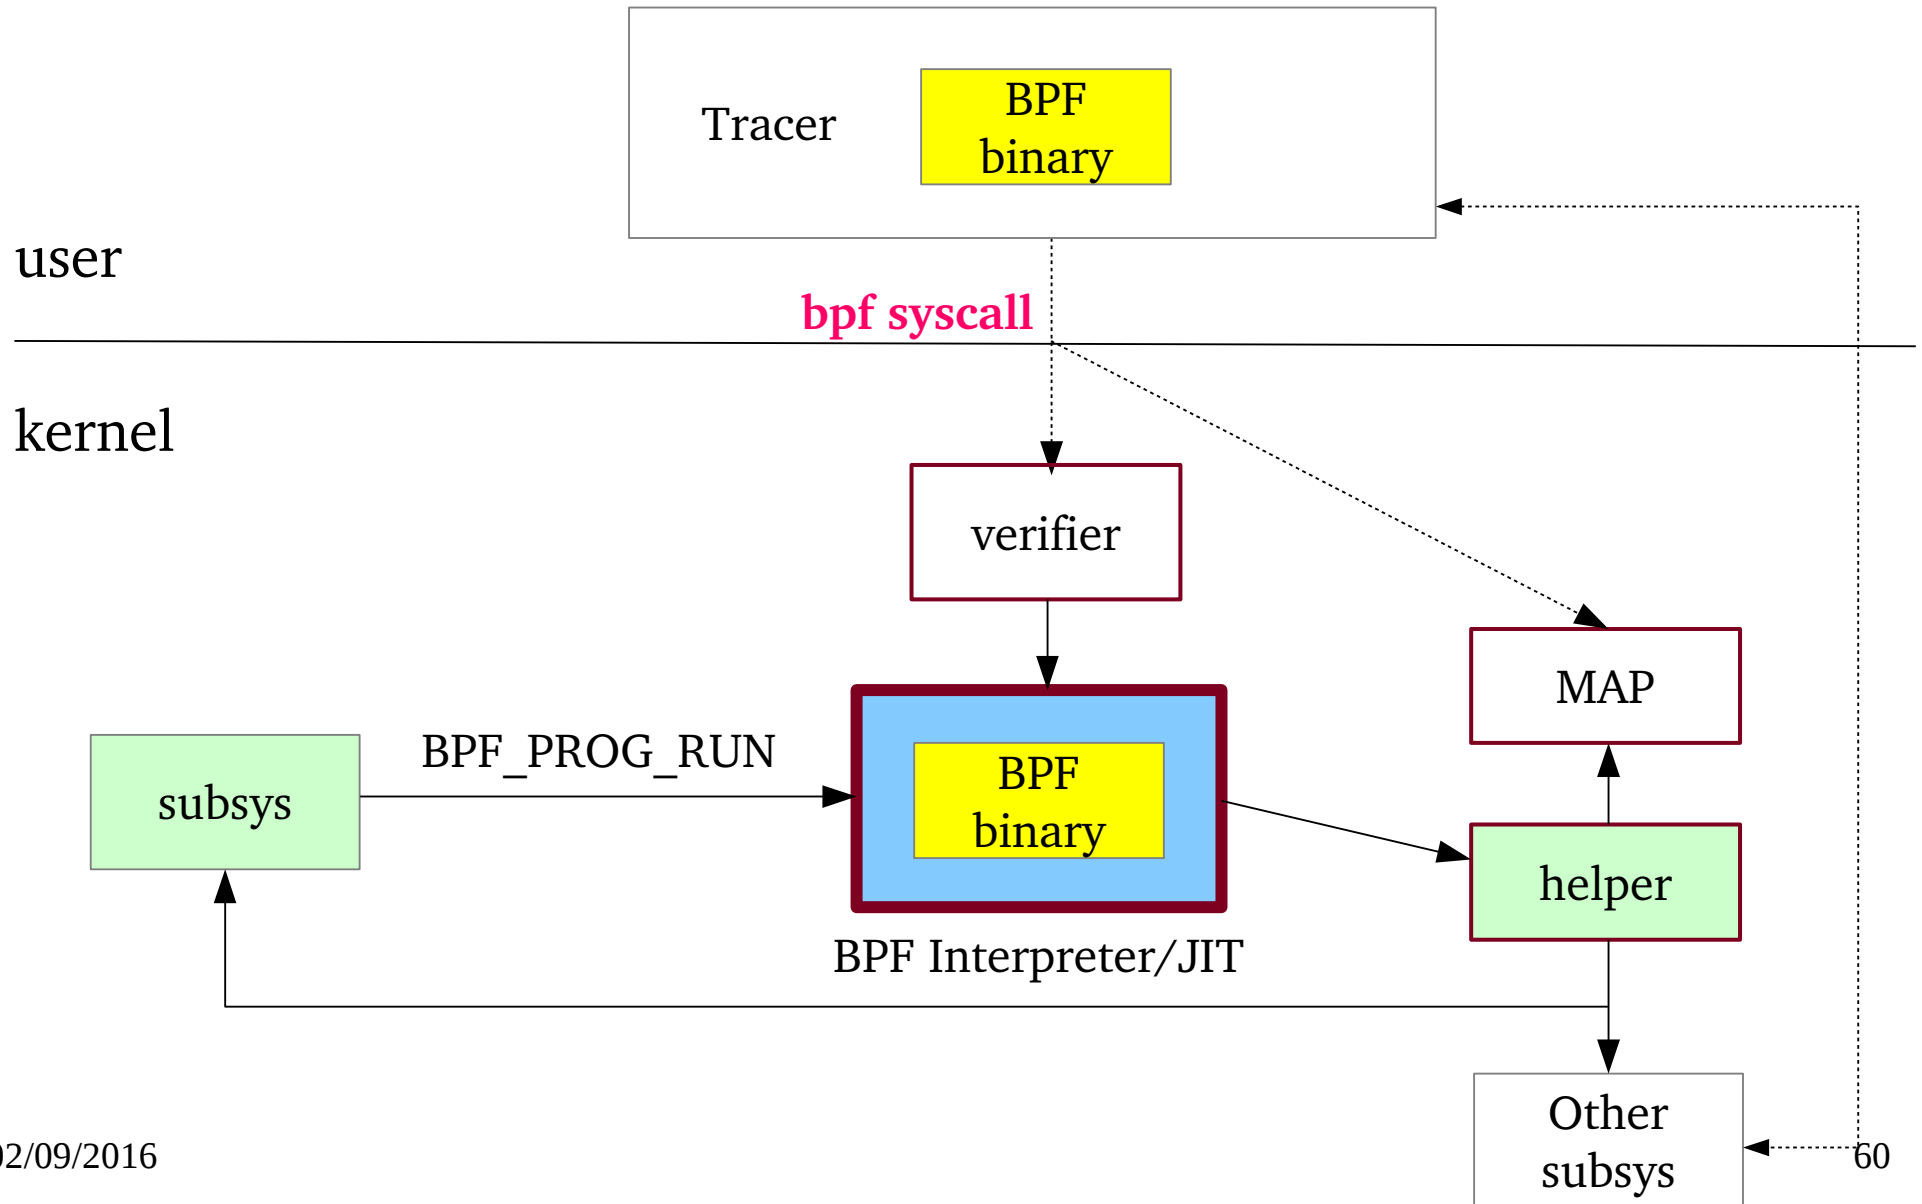 Tracer
BPF
binary
user
bpf syscall
kernel
verifier
MAP
BPF_PROG_RUN
subsys
BPF
binary
helper
BPF Interpreter/JIT
Other
subsys
02/09/2016
60